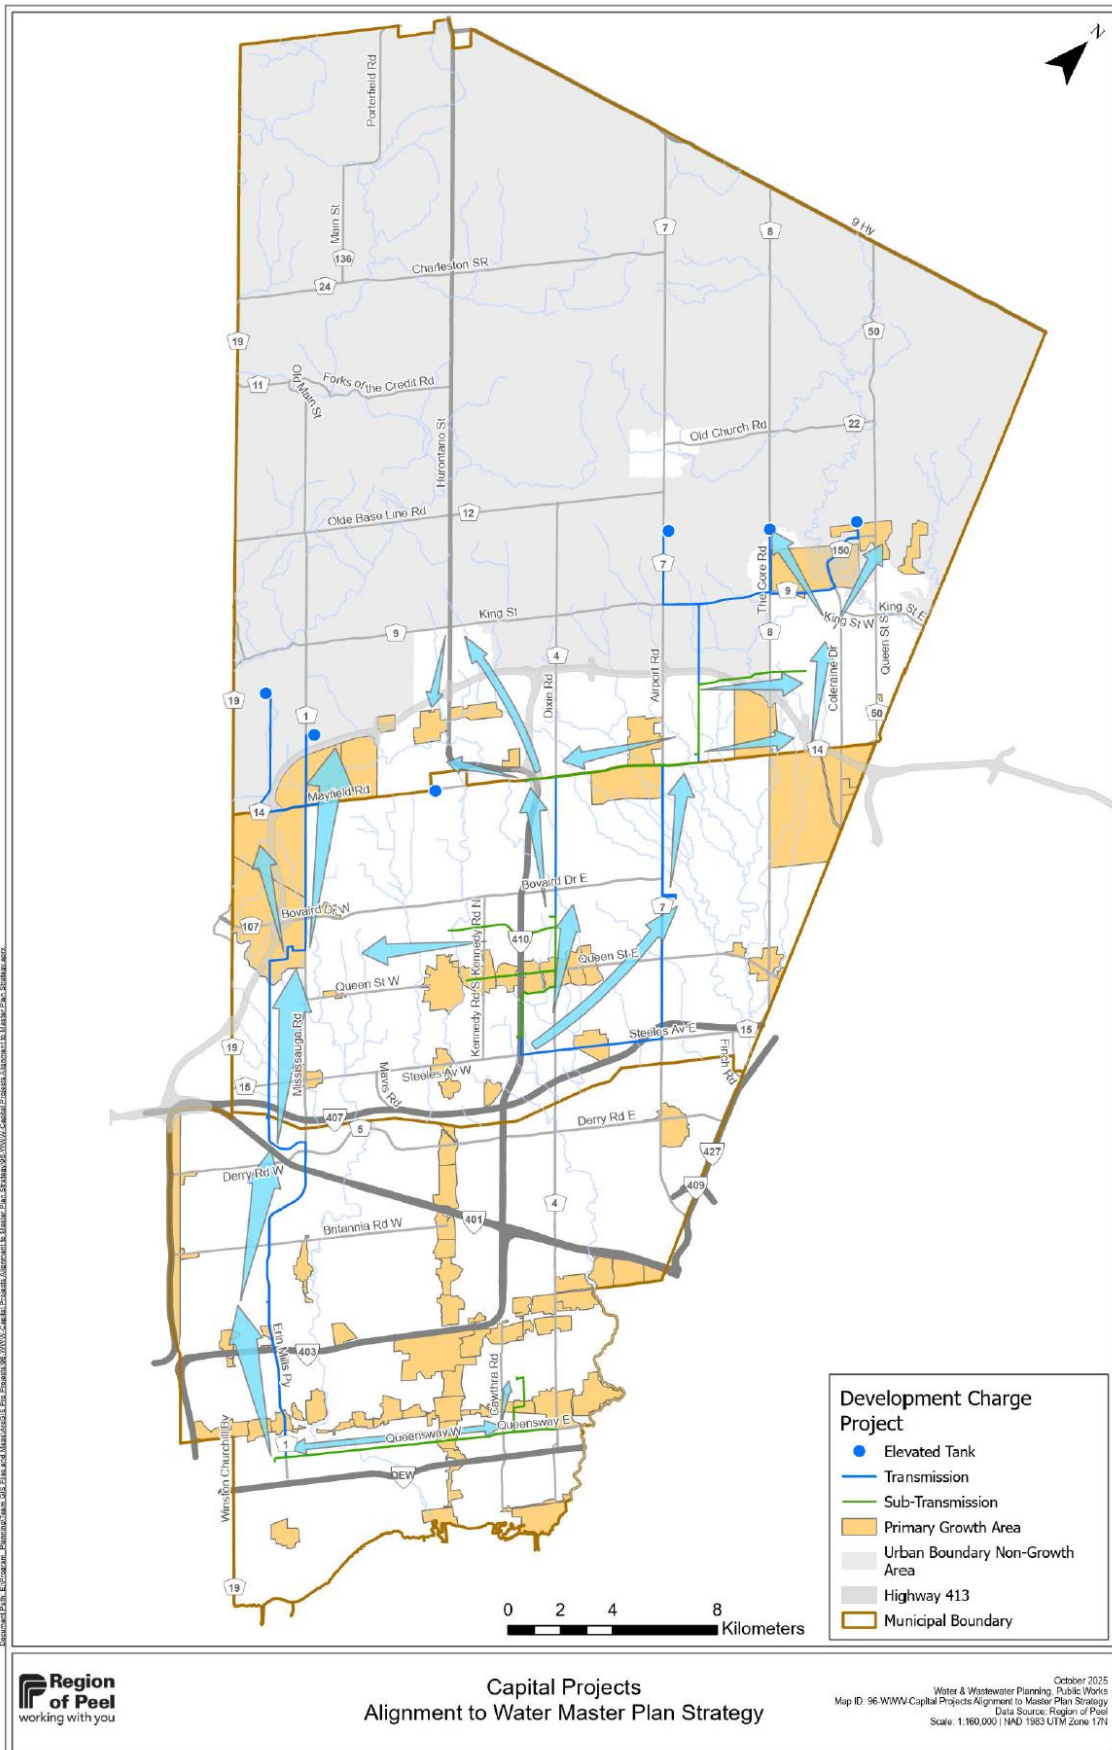 N
Porterfield Rd
Main St
136
7
8
9 Hy
Charleston SR
24
19
50
11
Old Main St
Forks of the Credit Rd
Hurontario St
Old Church Rd
22
Olde Base Line Rd
12
7
The Gore Rd
150
9
King St
9
King St W
King St E
8
4
Dixie Rd
Airport Rd
Coleraine Dr
Queen St S
19
1
50
14
Mayfield Rd
14
Bovaird Dr E
Bovaird Dr W
107
7
Kennedy Rd N
410
Queen St E
Queen St W
Kennedy Rd S
Mississauga Rd
Steeles Av E
15
19
Finch Rd
Steeles Av W
Mavis Rd
15
407
5
Derry Rd E
427
Derry Rd W
409
4
401
Britannia Rd W
Erin Mills Py
403
Cawthra Rd
Queensway E
Queensway W
1
Winston Churchill Bv
QEW
19
Development Charge
Project
Elevated Tank
Transmission
Sub-Transmission
Primary Growth Area
Urban Boundary Non-Growth
Area
Highway 413
Municipal Boundary
0 2 4 8
Kilometers
Region
of Peel
working with you
Capital Projects
Alignment to Water Master Plan Strategy
October 2025
Water & Wastewater Planning, Public Works
Map ID: 96-WWW-Capital Projects Alignment to Master Plan Strategy
Data Source: Region of Peel
Scale: 1:160,000 | NAD 1983 UTM Zone 17N